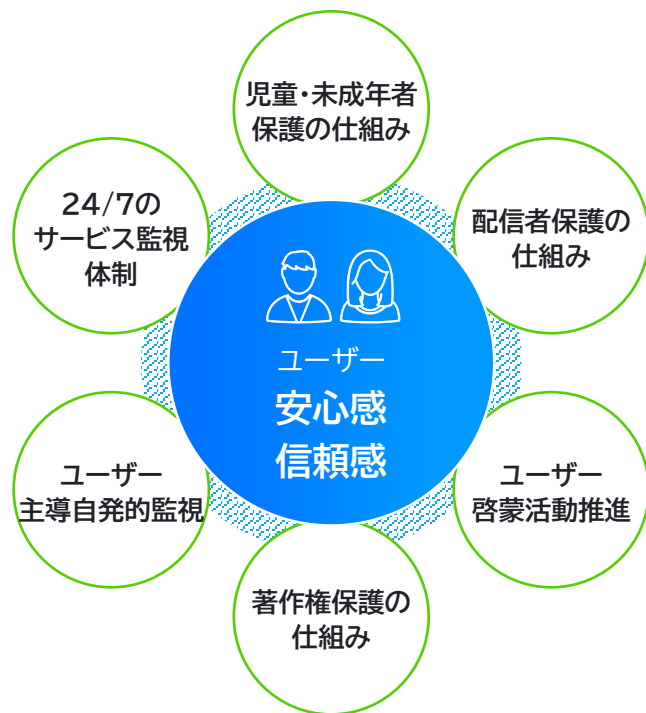 児童・未成年者
保護の仕組み
24/7の
サービス監視
体制
配信者保護の
仕組み
ユーザー
安心感
信頼感
ユーザー
主導自発的監視
ユーザー
啓蒙活動推進
著作権保護の
仕組み